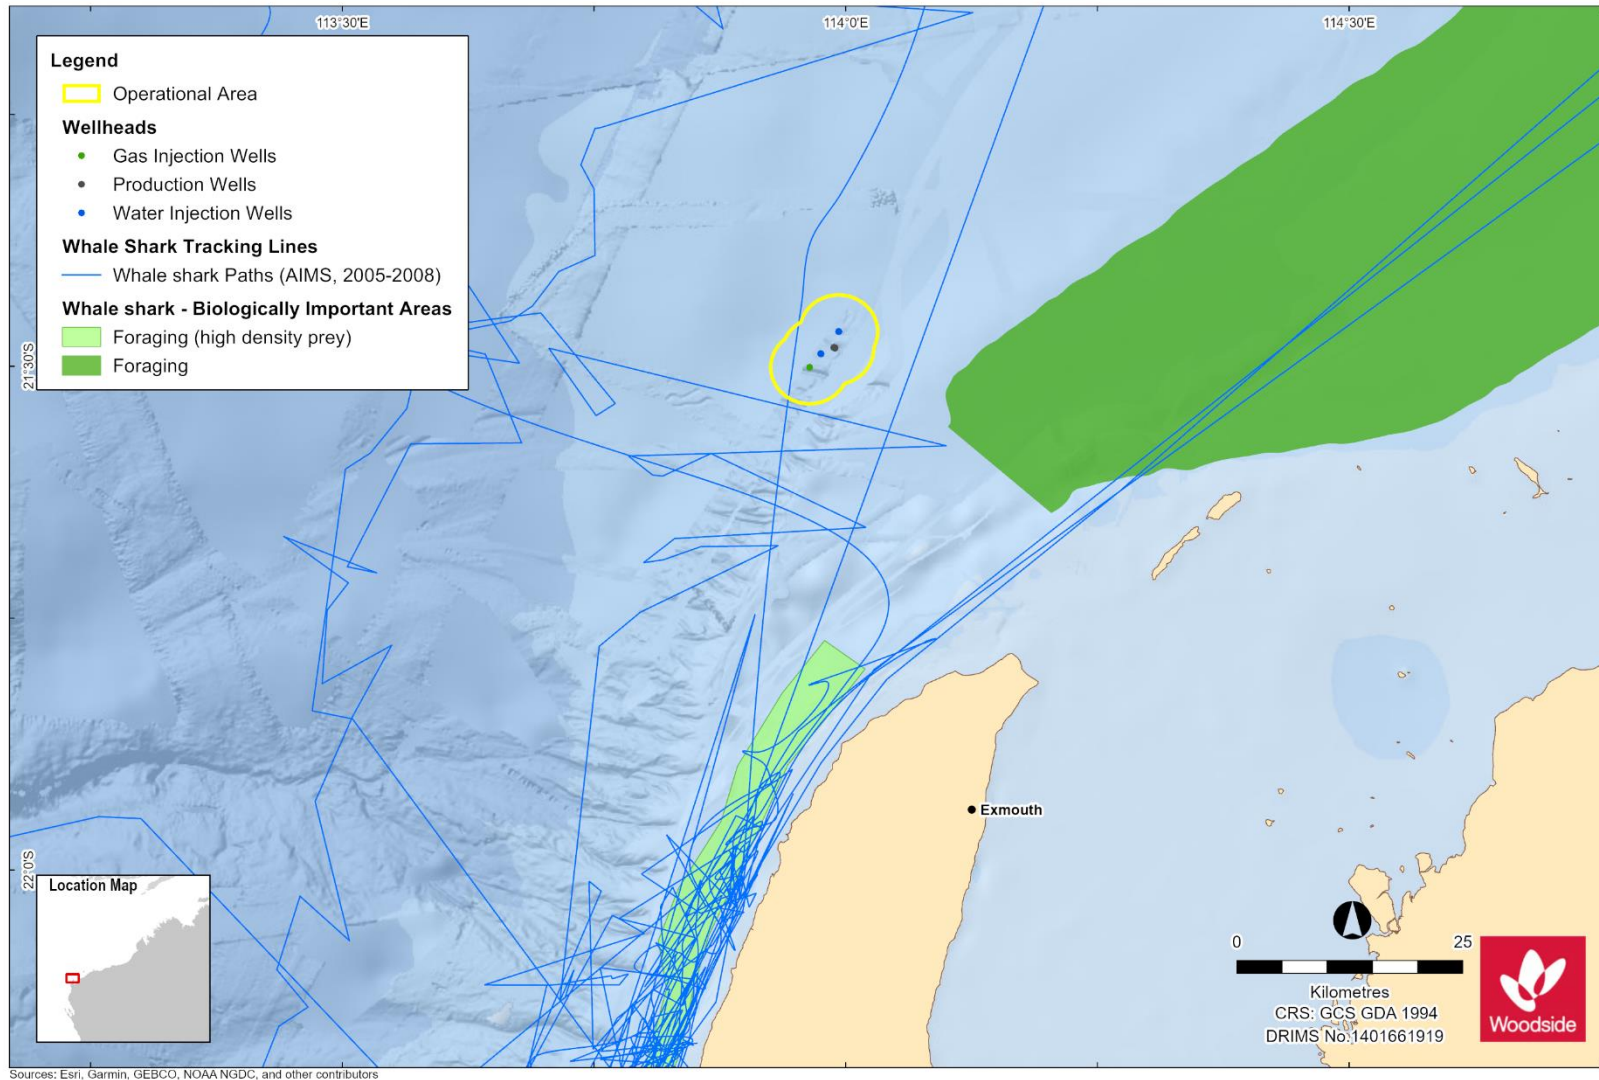 113°30'E
114°0'E
114°30'E
Legend
Operational Area
Wellheads
Gas Injection Wells
Production Wells
Water Injection Wells
Whale Shark Tracking Lines
Whale shark Paths (AIMS, 2005-2008)
Whale shark - Biologically Important Areas
Foraging (high density prey)
Foraging
21°30'S
Exmouth
22°0'S
Location Map
0 25
Kilometres
CRS: GCS GDA 1994
DRIMS No:1401661919
Woodside
Sources: Esri, Garmin, GEBCO, NOAA NGDC, and other contributors